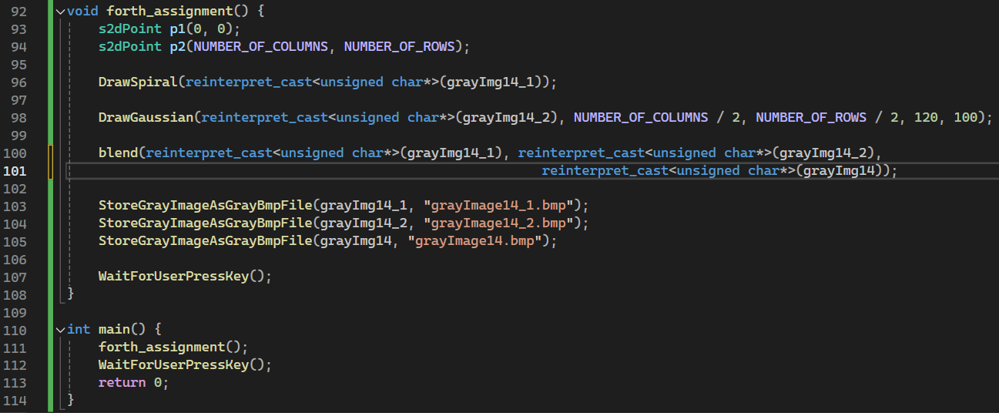 92 void forth_assignment() {
93     s2dPoint p1(0, 0);
94     s2dPoint p2(NUMBER_OF_COLUMNS, NUMBER_OF_ROWS);
95
96     DrawSpiral(reinterpret_cast<unsigned char*>(grayImg14_1));
97
98     DrawGaussian(reinterpret_cast<unsigned char*>(grayImg14_2), NUMBER_OF_COLUMNS / 2, NUMBER_OF_ROWS / 2, 120, 100);
99
100     blend(reinterpret_cast<unsigned char*>(grayImg14_1), reinterpret_cast<unsigned char*>(grayImg14_2),
101                                                         reinterpret_cast<unsigned char*>(grayImg14));
102
103     StoreGrayImageAsGrayBmpFile(grayImg14_1, "grayImage14_1.bmp");
104     StoreGrayImageAsGrayBmpFile(grayImg14_2, "grayImage14_2.bmp");
105     StoreGrayImageAsGrayBmpFile(grayImg14, "grayImage14.bmp");
106
107     WaitForUserPressKey();
108 }
109
110 int main() {
111     forth_assignment();
112     WaitForUserPressKey();
113     return 0;
114 }